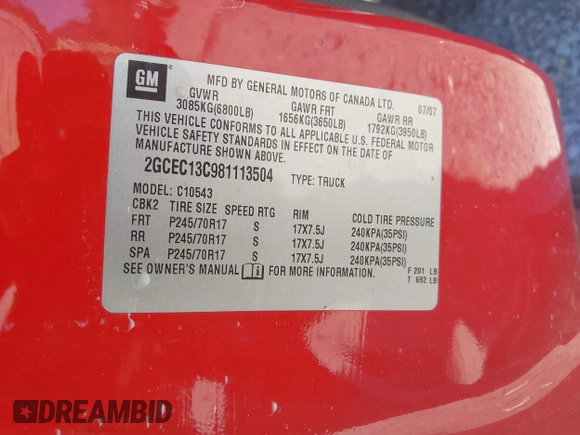 GM
MFD BY GENERAL MOTORS OF CANADA LTD. 07/07
GVWR GAWR FRT GAWR RR
3085KG(6800LB) 1656KG(3650LB) 1792KG(3950LB)
THIS VEHICLE CONFORMS TO ALL APPLICABLE U.S. FEDERAL MOTOR
VEHICLE SAFETY STANDARDS IN EFFECT ON THE DATE OF
MANUFACTURE SHOWN ABOVE.
2GCEC13C981113504 TYPE: TRUCK
MODEL: C10543
CBK2 TIRE SIZE SPEED RTG RIM COLD TIRE PRESSURE
FRT P245/70R17 S 17X7.5J 240KPA(35PSI)
RR P245/70R17 S 17X7.5J 240KPA(35PSI)
SPA P245/70R17 S 17X7.5J 240KPA(35PSI)
SEE OWNER'S MANUAL FOR MORE INFORMATION.
F 201 LB
T 692 LB
DREAMBID